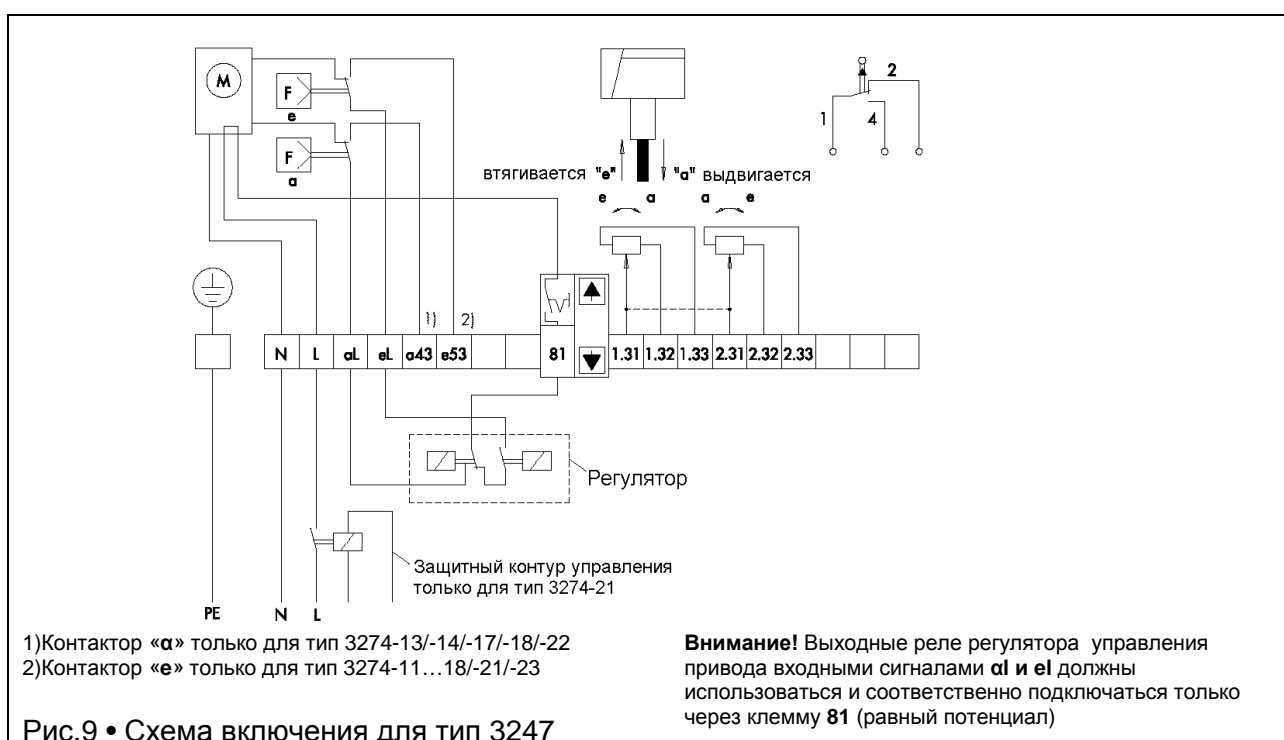 M
F
e
F
a
2
1
4
втягивается "e" "a" выдвигается
e a a e
1) 2)
N L aL eL a43 e53 81 1.31 1.32 1.33 2.31 2.32 2.33
Регулятор
Защитный контур управления
только для тип 3274-21
PE N L
1)Контактор «α» только для тип 3274-13/-14/-17/-18/-22
2)Контактор «e» только для тип 3274-11…18/-21/-23
Внимание! Выходные реле регулятора управления
привода входными сигналами αl и el должны
использоваться и соответственно подключаться только
через клемму 81 (равный потенциал)
Рис.9 • Схема включения для тип 3247